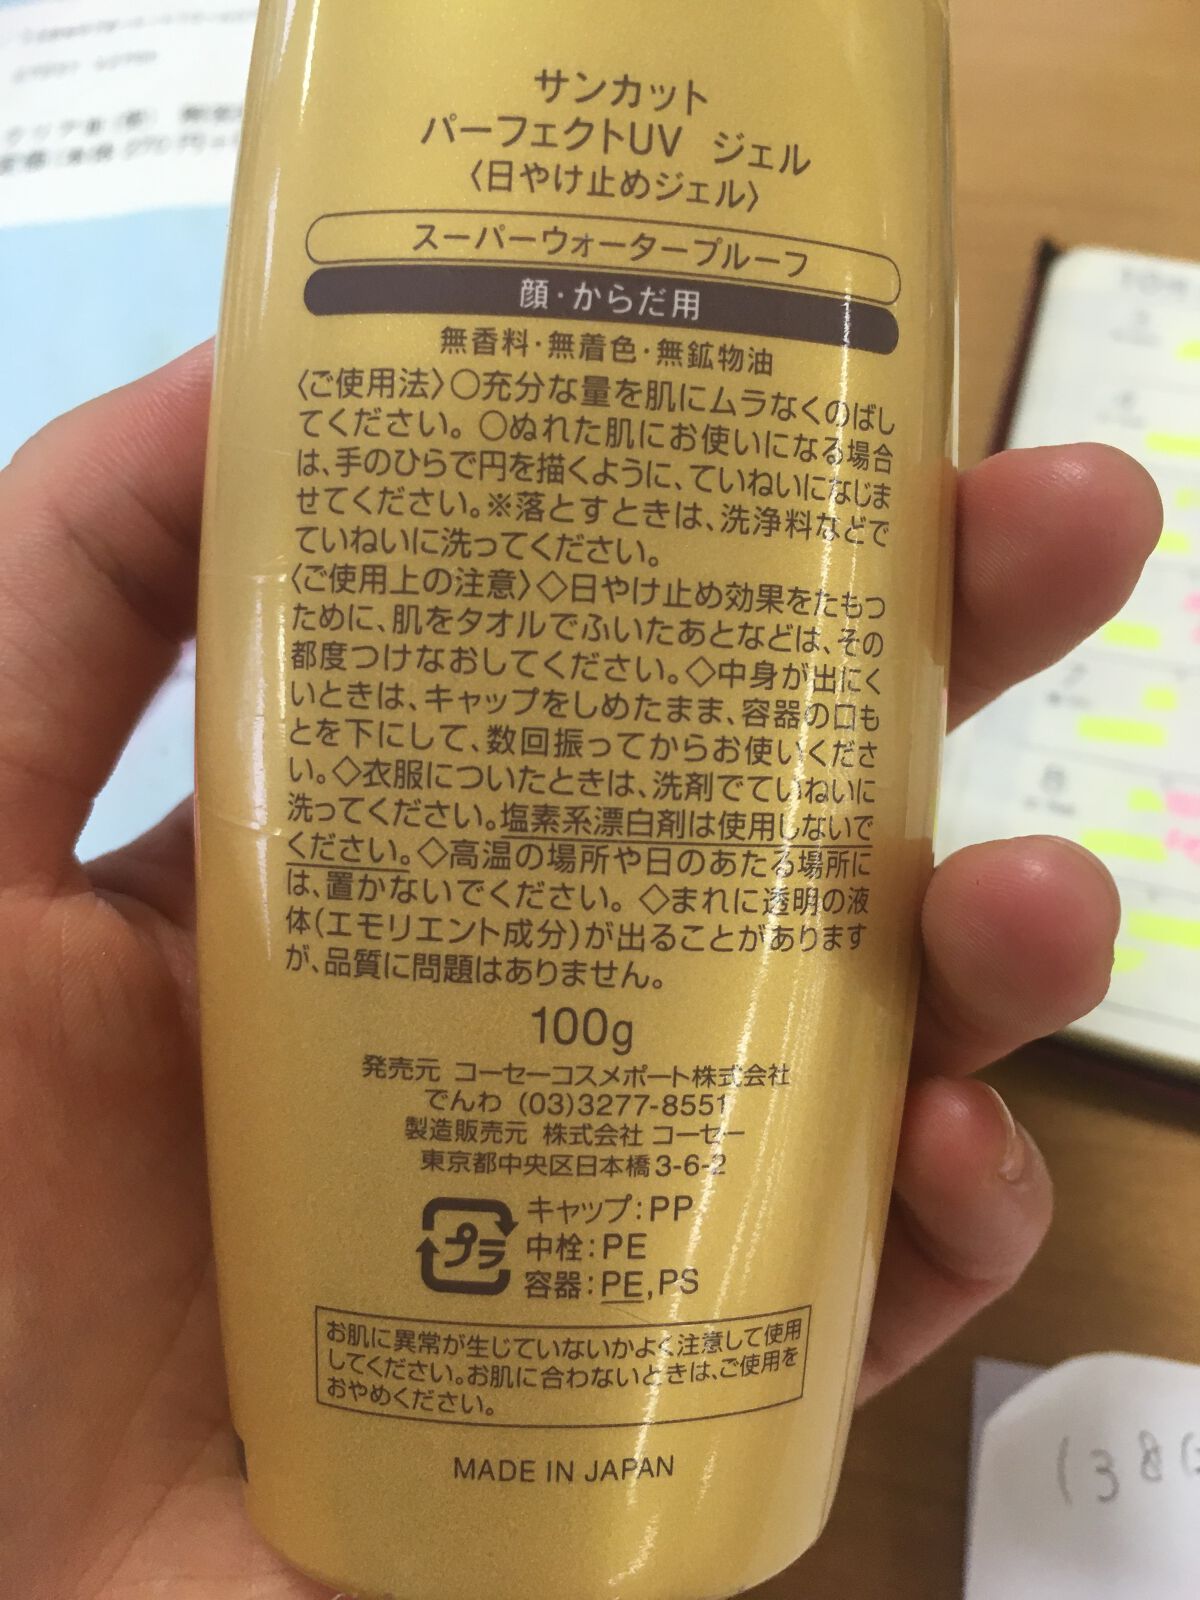 サンカット
パーフェクトUV ジェル
〈日やけ止めジェル〉
スーパーウォータープルーフ
顔・からだ用
無香料・無着色・無鉱物油
〈ご使用法〉○充分な量を肌にムラなくのばし
てください。○ぬれた肌にお使いになる場合
は、手のひらで円を描くように、ていねいになじま
せてください。※落とすときは、洗浄料などで
ていねいに洗ってください。
〈ご使用上の注意〉◇日やけ止め効果をたもつ
ために、肌をタオルでふいたあとなどは、その
都度つけなおしてください。◇中身が出にく
いときは、キャップをしめたまま、容器の口も
とを下にして、数回振ってからお使いくださ
い。◇衣服についたときは、洗剤でていねいに
洗ってください。塩素系漂白剤は使用しないで
ください。◇高温の場所や日のあたる場所に
は、置かないでください。◇まれに透明の液
体(エモリエント成分)が出ることがあります
が、品質に問題はありません。
100g
発売元 コーセーコスメポート株式会社
でんわ (03)3277-8551
製造販売元 株式会社 コーセー
東京都中央区日本橋3-6-2
プラ
キャップ:PP
中栓:PE
容器:PE,PS
お肌に異常が生じていないかよく注意して使用
してください。お肌に合わないときは、ご使用を
おやめください。
MADE IN JAPAN
138